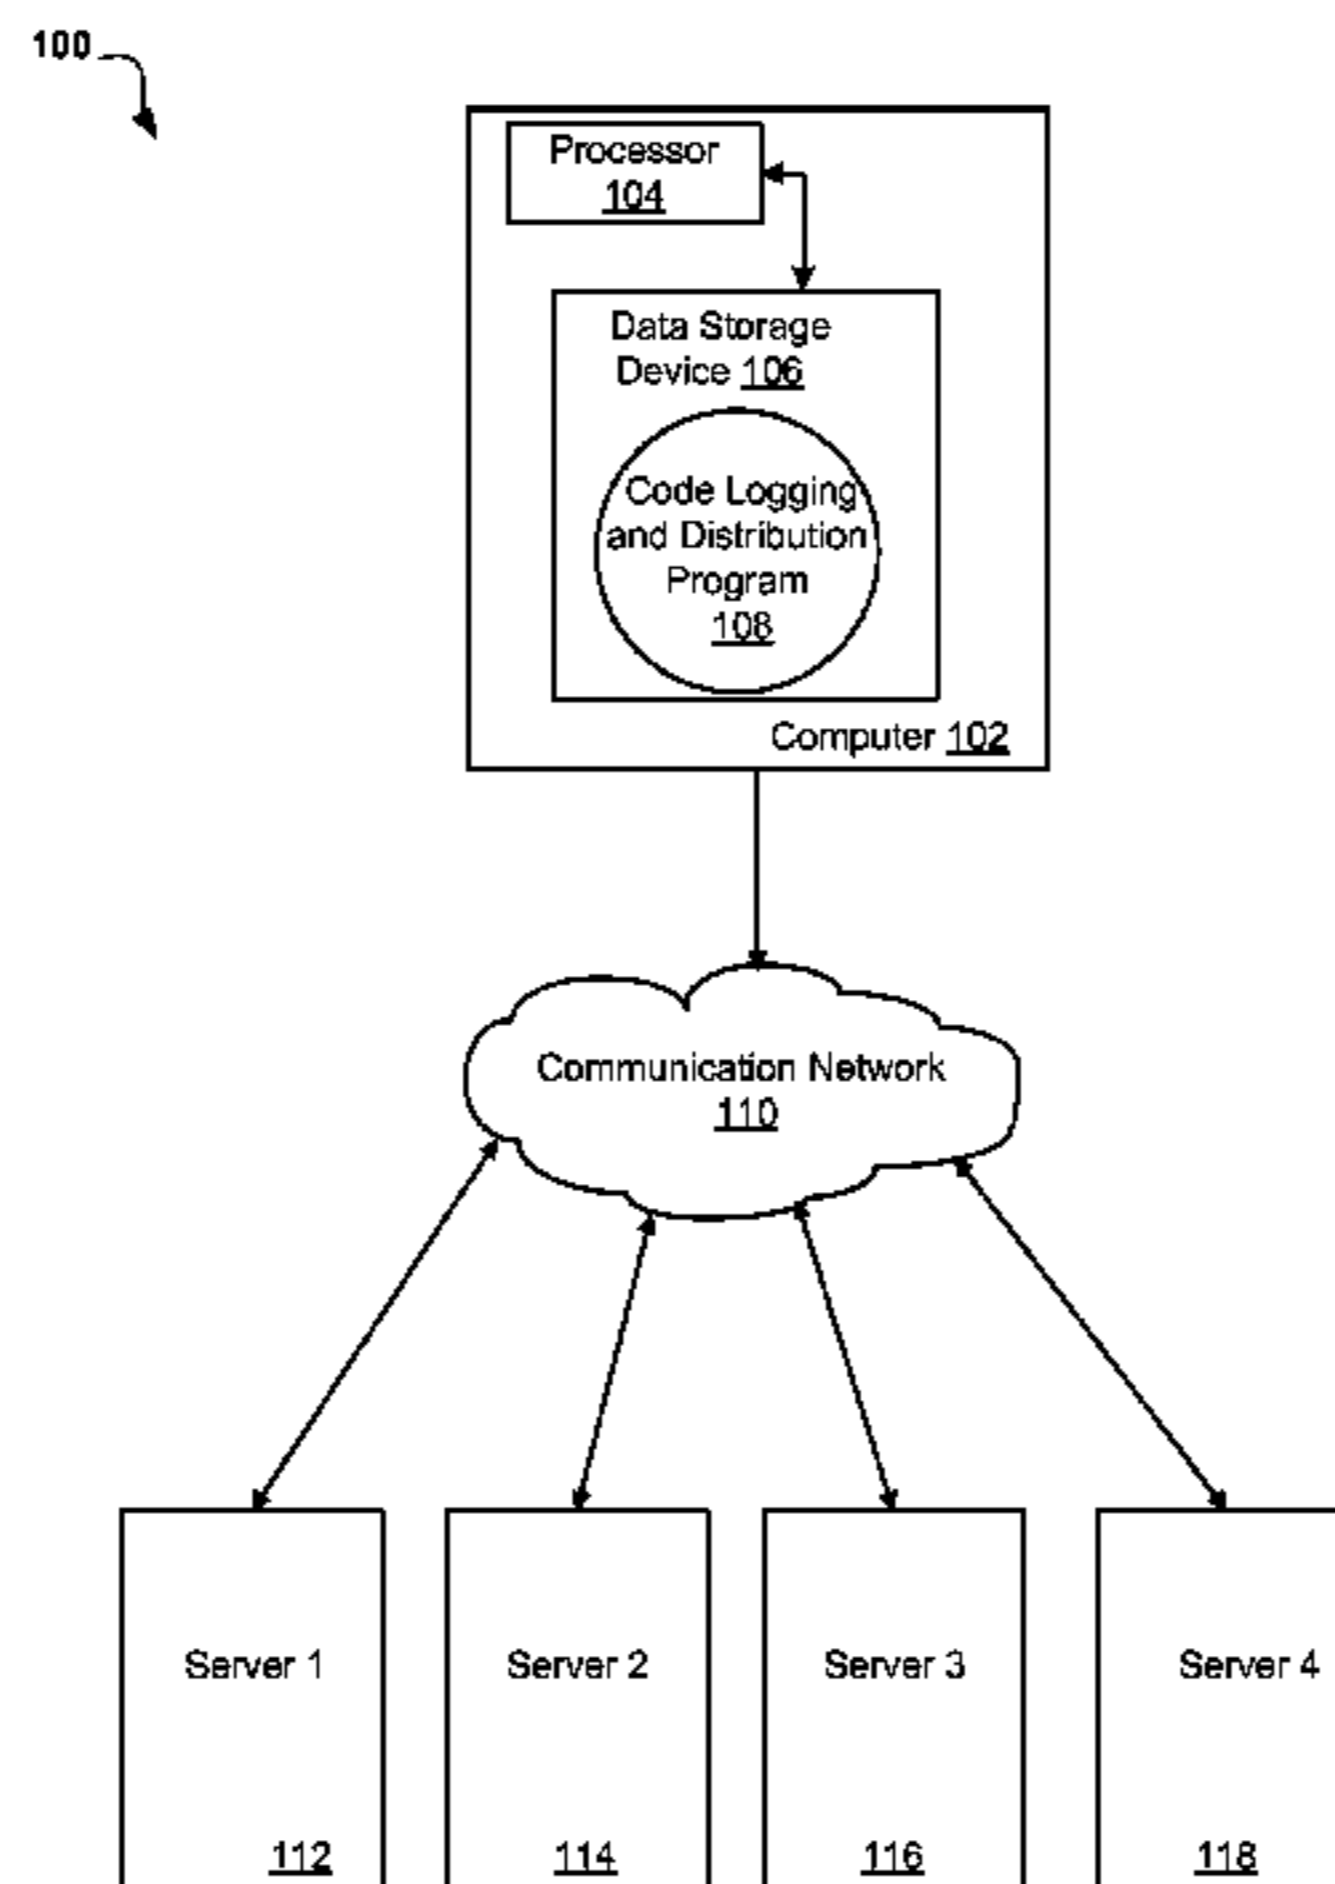 100
Processor
104
Data Storage
Device 106
Code Logging
and Distribution
Program
108
Computer 102
Communication Network
110
Server 1
Server 2
Server 3
Server 4
112
114
116
118